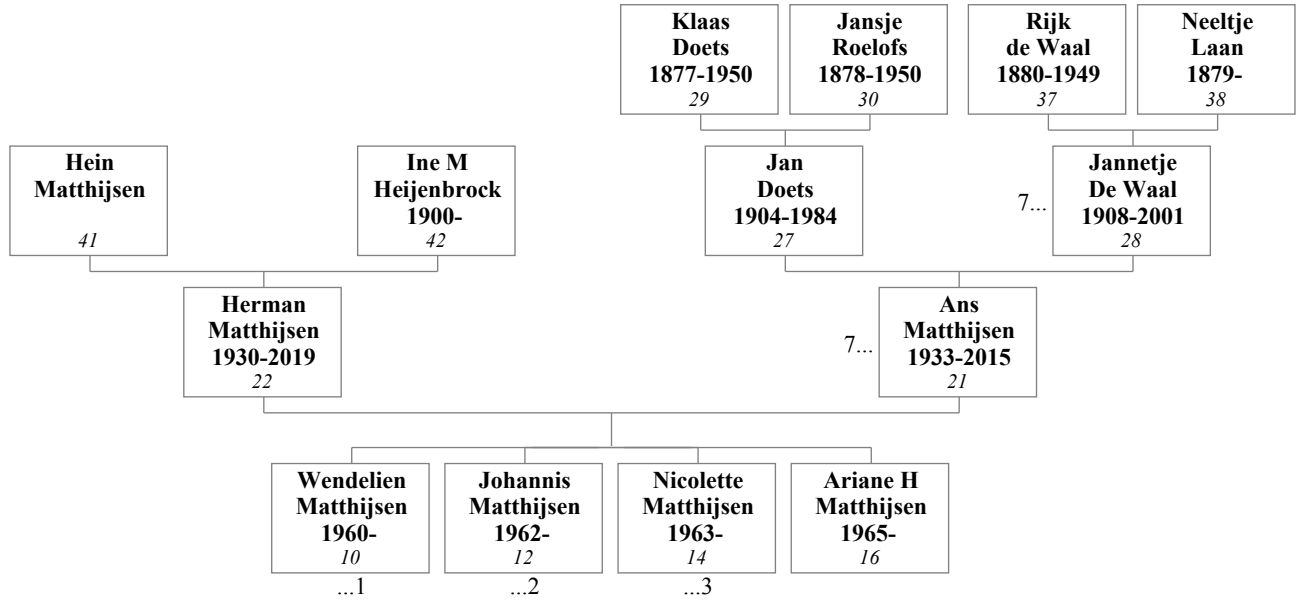 Klaas
Doets
1877-1950
29
Jansje
Roelofs
1878-1950
30
Rijk
de Waal
1880-1949
37
Neeltje
Laan
1879-
38
Hein
Matthijsen
41
Ine M
Heijenbrock
1900-
42
Jan
Doets
1904-1984
27
7...
Jannetje
De Waal
1908-2001
28
Herman
Matthijsen
1930-2019
22
7...
Ans
Matthijsen
1933-2015
21
Wendelien
Matthijsen
1960-
10
...1
Johannis
Matthijsen
1962-
12
...2
Nicolette
Matthijsen
1963-
14
...3
Ariane H
Matthijsen
1965-
16